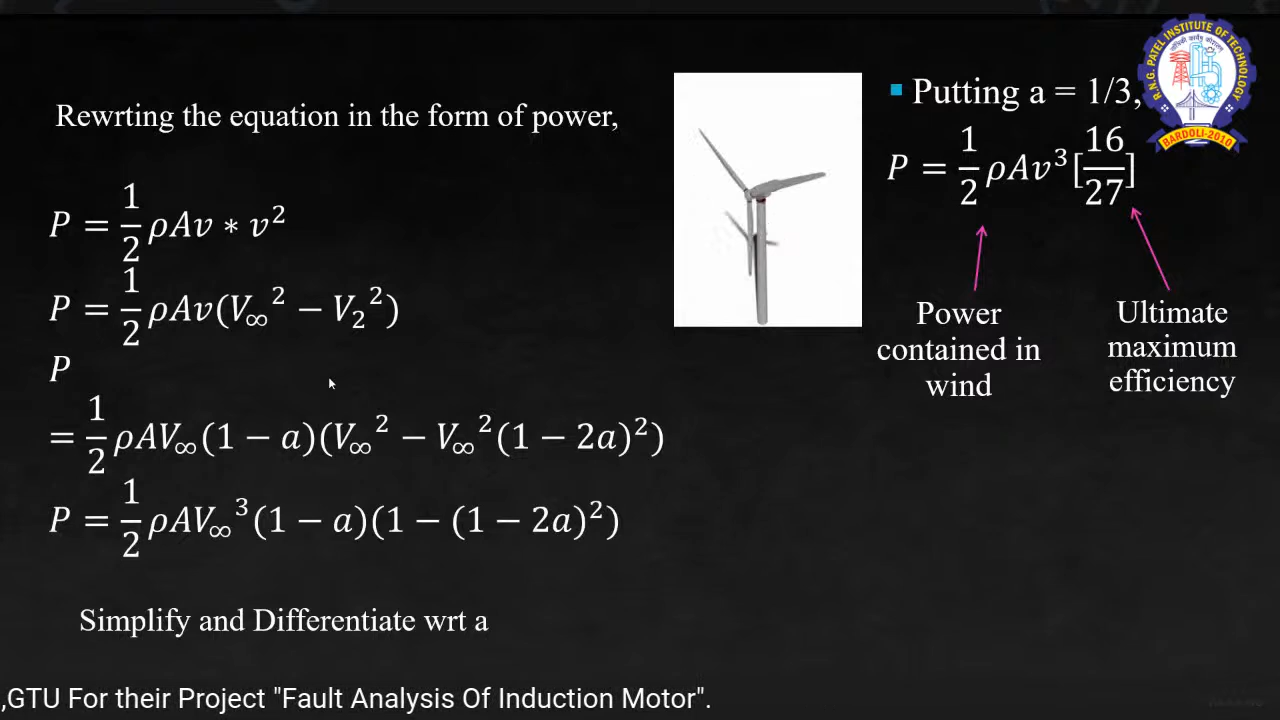 Rewrting the equation in the form of power,
P = 1/2 ρAv ∗ v²
P = 1/2 ρAv(V∞² − V₂²)
P
= 1/2 ρAV∞(1 − a)(V∞² − V∞²(1 − 2a)²)
P = 1/2 ρAV∞³(1 − a)(1 − (1 − 2a)²)
Simplify and Differentiate wrt a
Putting a = 1/3,
P = 1/2 ρAv³[16/27]
Power
contained in
wind
Ultimate
maximum
efficiency
R.N.G. PATEL INSTITUTE OF TECHNOLOGY
BARDOLI-2010
,GTU For their Project "Fault Analysis Of Induction Motor".